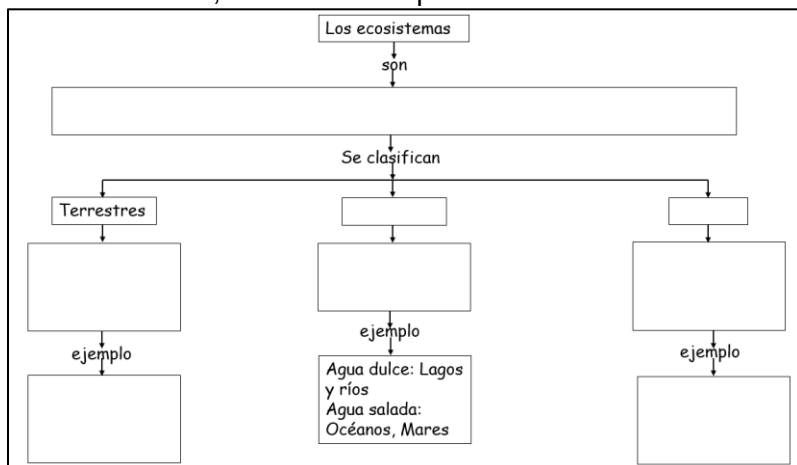 Los ecosistemas
son
Se clasifican
Terrestres
ejemplo
ejemplo
Agua dulce: Lagos
y ríos
Agua salada:
Océanos, Mares
ejemplo